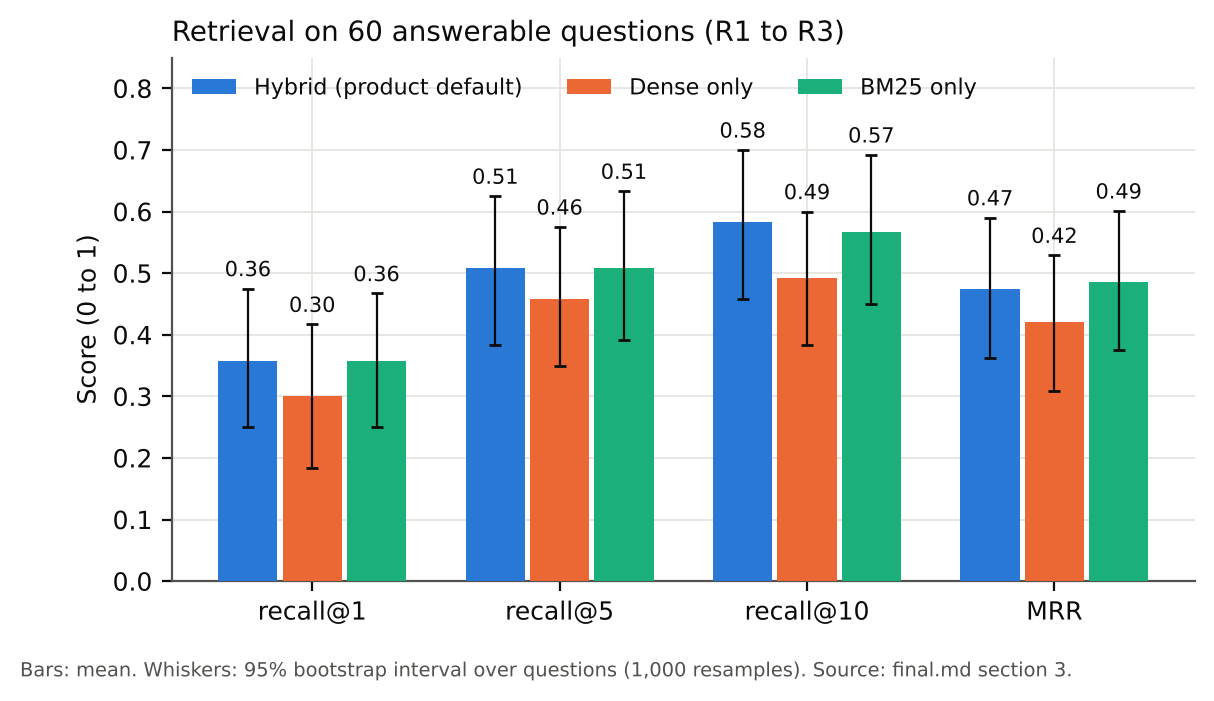 Retrieval on 60 answerable questions (R1 to R3)
Hybrid (product default) Dense only BM25 only
Score (0 to 1)
0.8
0.7
0.6
0.5
0.4
0.3
0.2
0.1
0.0
0.36 0.30 0.36
0.51 0.46 0.51
0.58 0.49 0.57
0.47 0.42 0.49
recall@1 recall@5 recall@10 MRR
Bars: mean. Whiskers: 95% bootstrap interval over questions (1,000 resamples). Source: final.md section 3.